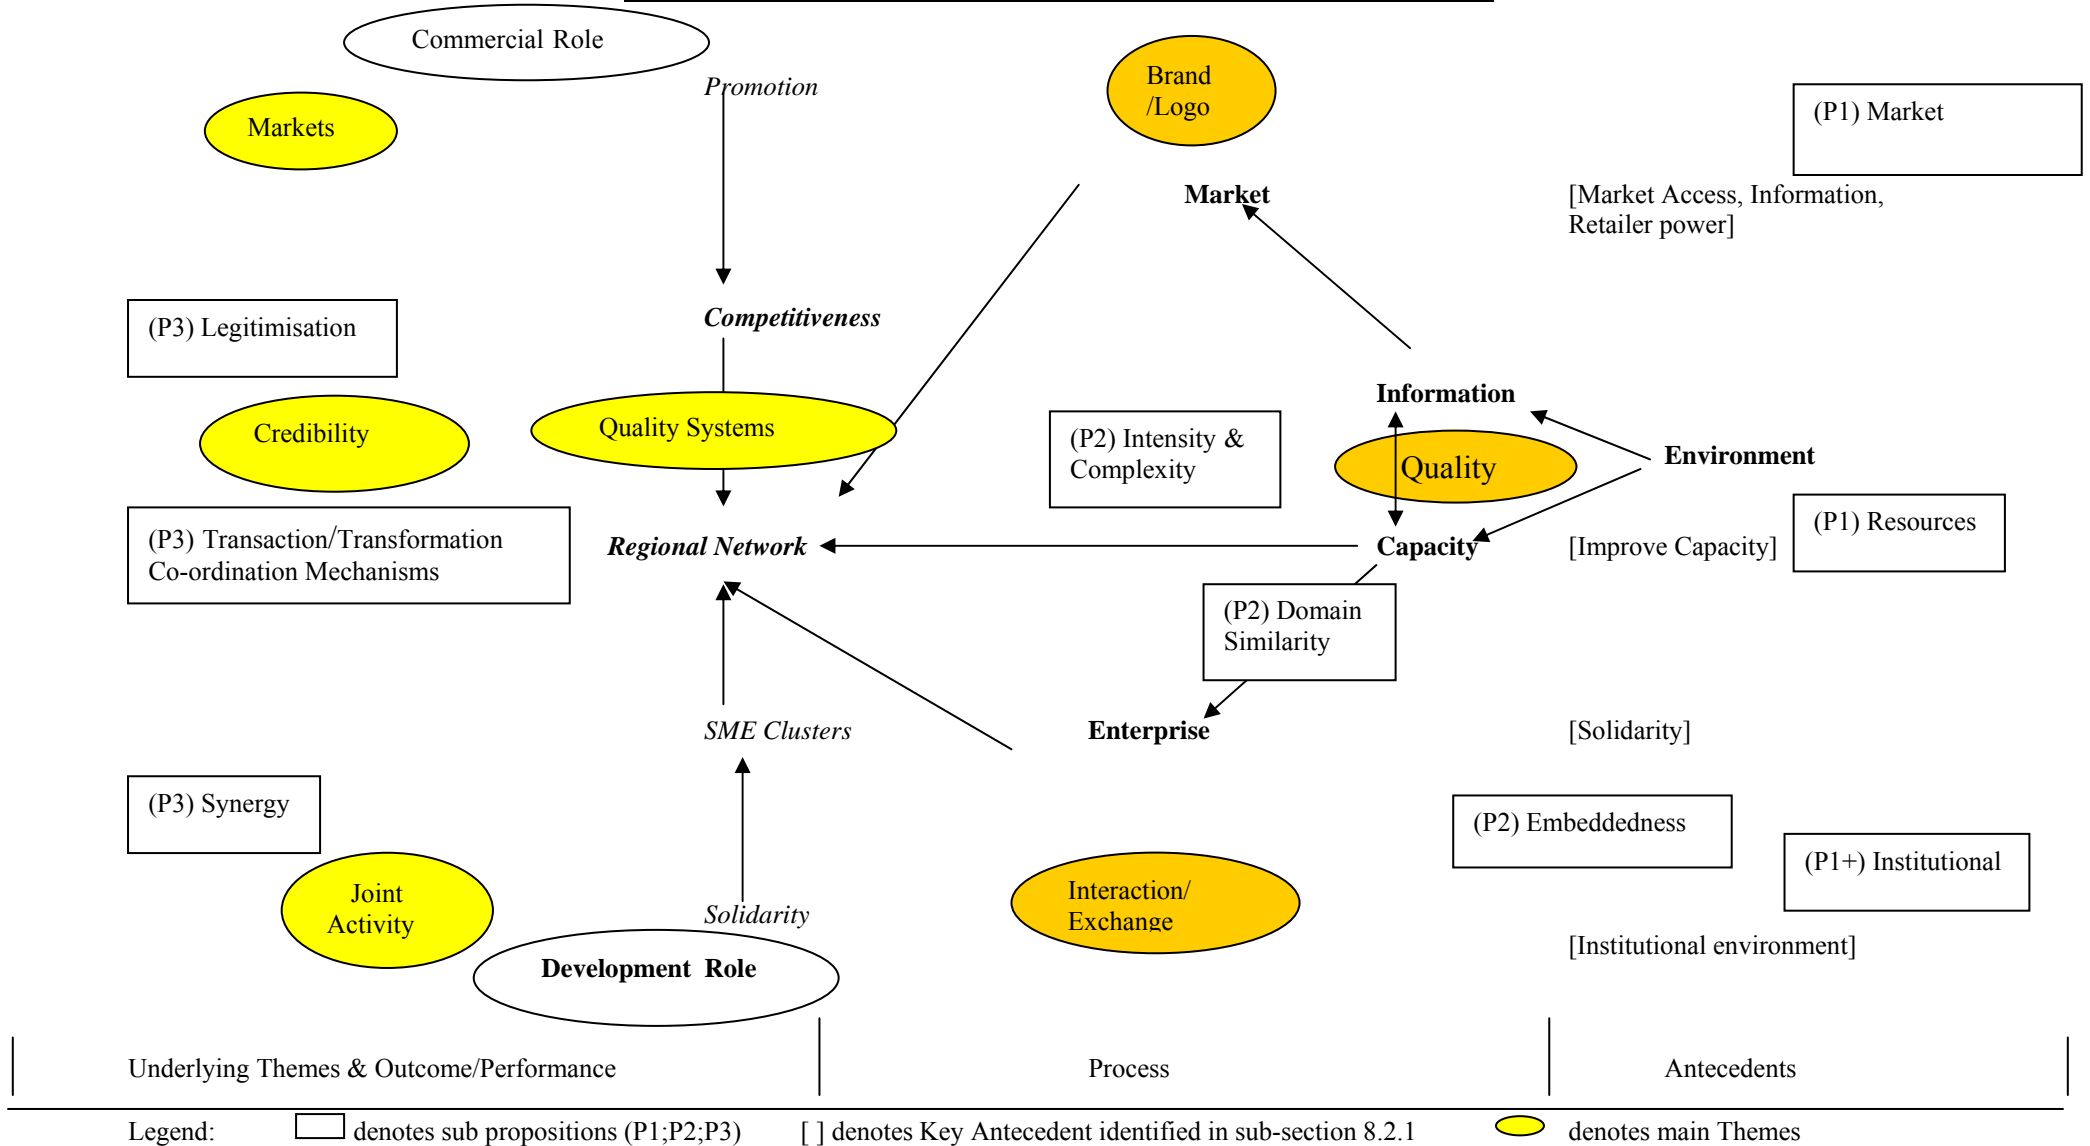 Commercial Role
Promotion
Brand
/Logo
(P1) Market
Markets
Market
[Market Access, Information,
Retailer power]
(P3) Legitimisation
Competitiveness
Information
Credibility
Quality Systems
(P2) Intensity &
Complexity
Quality
Environment
(P3) Transaction/Transformation
Co-ordination Mechanisms
Regional Network
Capacity
[Improve Capacity]
(P1) Resources
(P2) Domain
Similarity
SME Clusters
Enterprise
[Solidarity]
(P3) Synergy
(P2) Embeddedness
(P1+) Institutional
Joint
Activity
Solidarity
Interaction/
Exchange
[Institutional environment]
Development Role
Underlying Themes & Outcome/Performance
Process
Antecedents
Legend:
denotes sub propositions (P1;P2;P3)
[ ] denotes Key Antecedent identified in sub-section 8.2.1
denotes main Themes